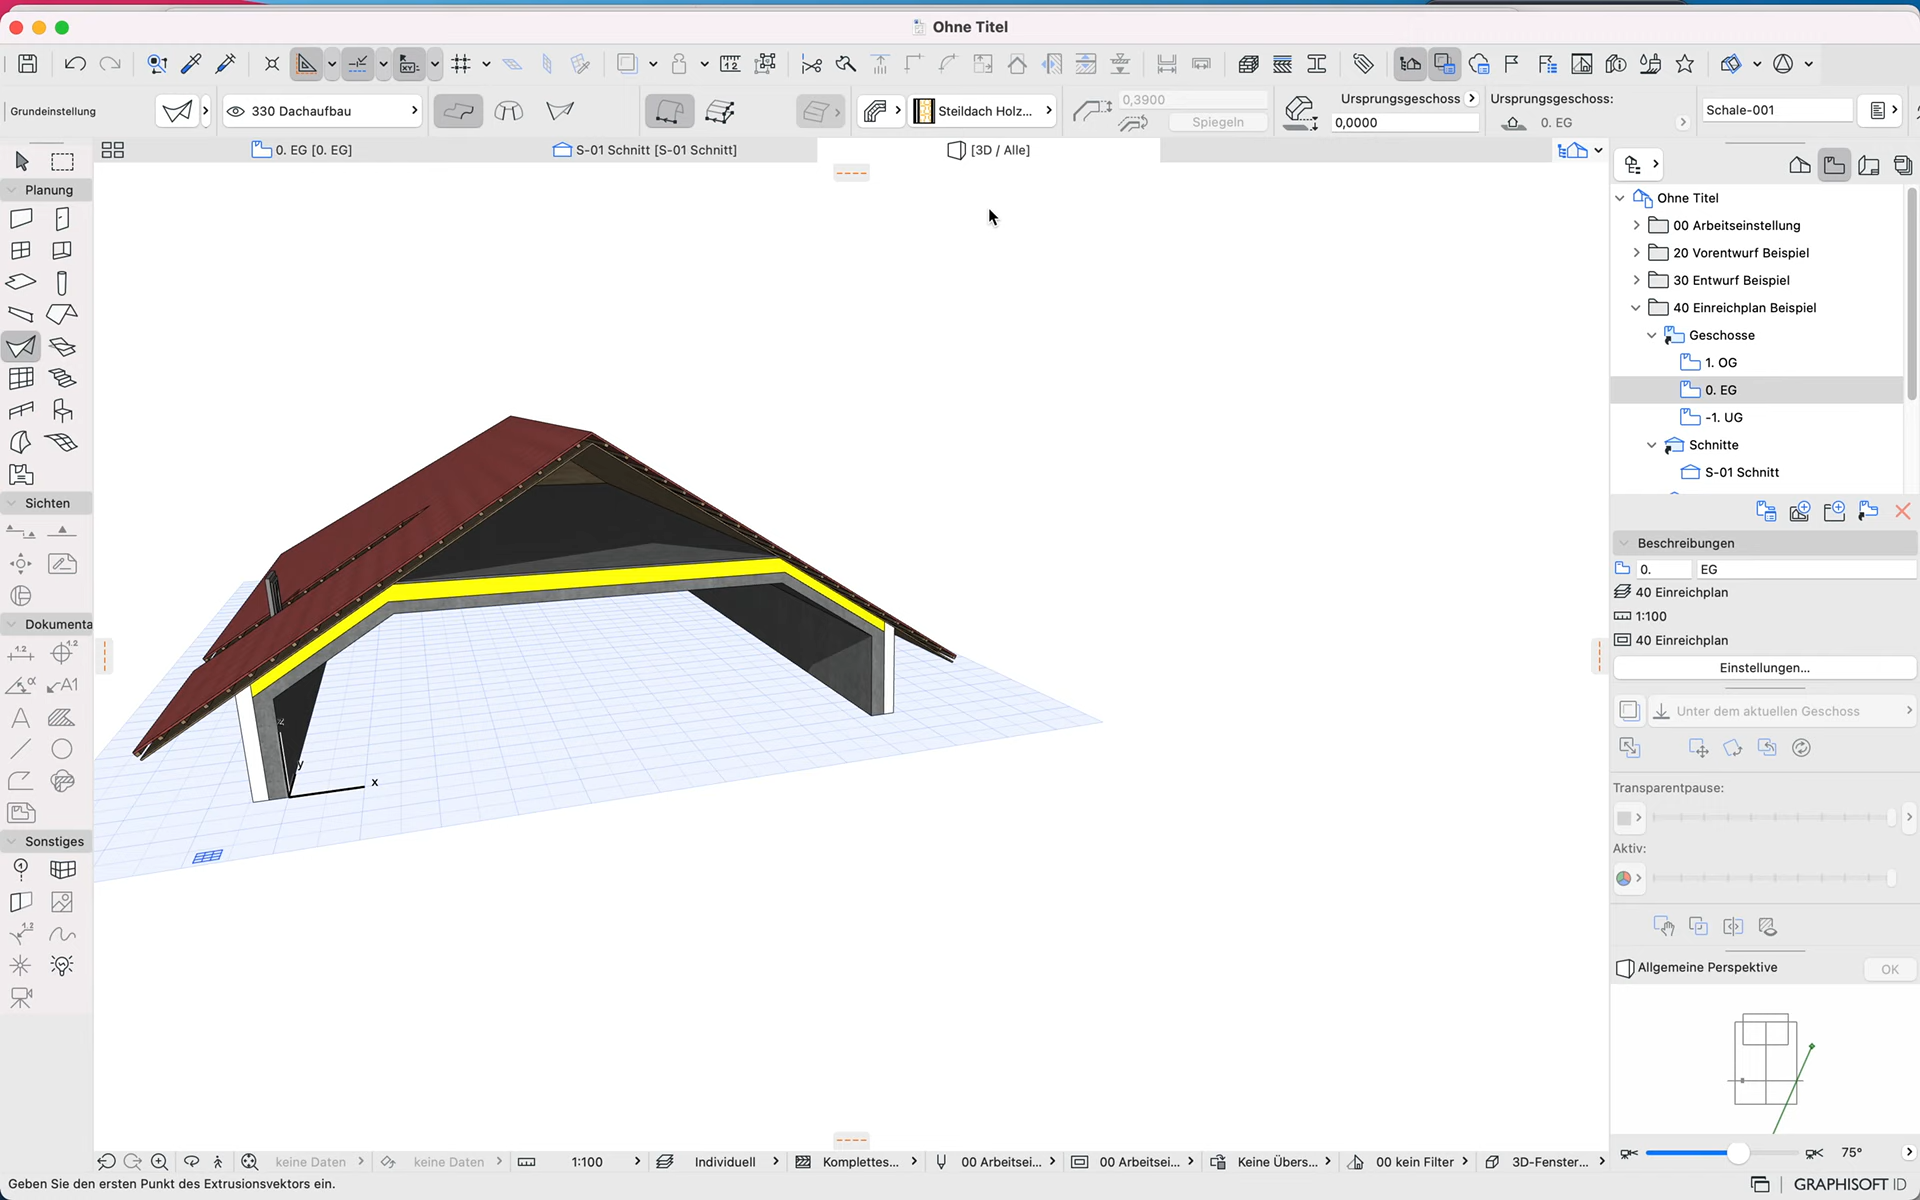 Ohne Titel
Grundeinstellung
330 Dachaufbau
Steildach Holz...
0,3900
Spiegeln
Ursprungsgeschoss
0,0000
Ursprungsgeschoss:
0. EG
Schale-001
0. EG [0. EG]
S-01 Schnitt [S-01 Schnitt]
[3D / Alle]
Planung
Sichten
Dokumenta
Sonstiges
Ohne Titel
00 Arbeitseinstellung
20 Vorentwurf Beispiel
30 Entwurf Beispiel
40 Einreichplan Beispiel
Geschosse
1. OG
0. EG
-1. UG
Schnitte
S-01 Schnitt
Beschreibungen
0.
EG
40 Einreichplan
1:100
40 Einreichplan
Einstellungen...
Unter dem aktuellen Geschoss
Transparentpause:
Aktiv:
Allgemeine Perspektive
OK
75°
z
y
x
keine Daten
keine Daten
1:100
Individuell
Komplettes...
00 Arbeitsei...
00 Arbeitsei...
Keine Übers...
00 kein Filter
3D-Fenster...
Geben Sie den ersten Punkt des Extrusionsvektors ein.
GRAPHISOFT ID